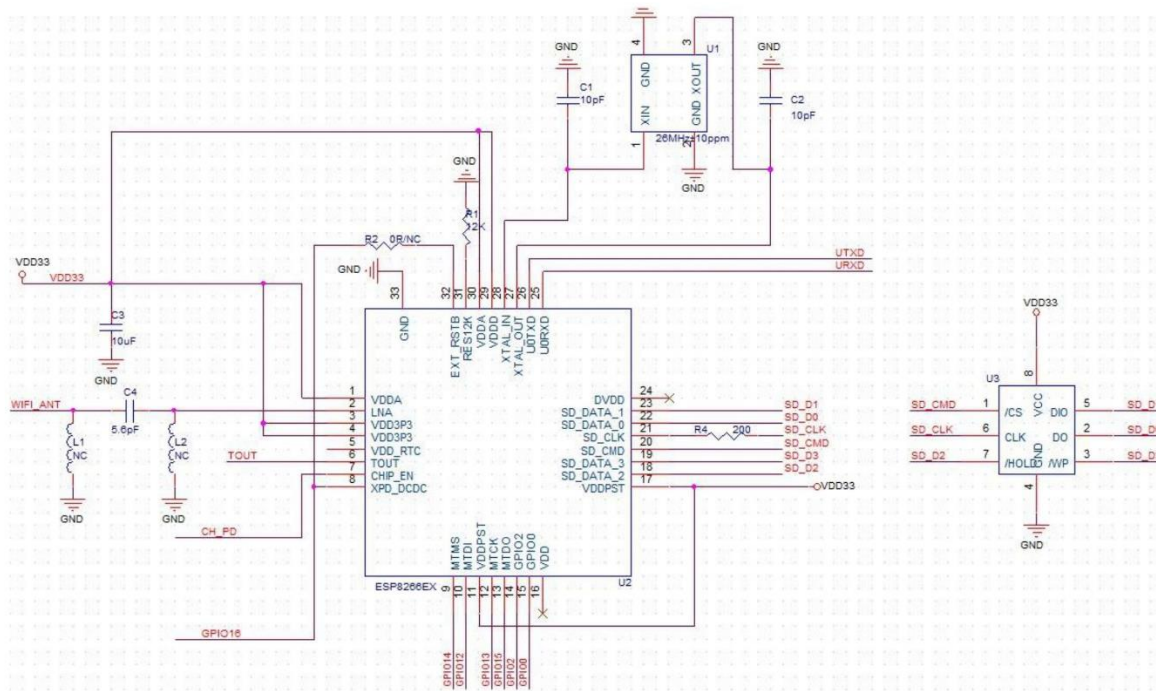 GND
4
3
U1
GND
XOUT
XIN
GND
1
2
26MHz±10ppm
GND
C1
10pF
GND
C2
10pF
GND
GND
R1
12K
R2
0R/NC
GND
UTXD
URXD
VDD33
VDD33
C3
10uF
GND
33
32
31
30
29
28
27
26
25
GND
EXT_RSTB
RES12K
VDDA
VDDD
XTAL_IN
XTAL_OUT
U0TXD
U0RXD
WIFI_ANT
C4
5.6pF
L1
NC
L2
NC
GND
GND
TOUT
CH_PD
GPIO16
1 VDDA
2 LNA
3 VDD3P3
4 VDD3P3
5 VDD_RTC
6 TOUT
7 CHIP_EN
8 XPD_DCDC
DVDD 24
SD_DATA_1 23 SD_D1
SD_DATA_0 22 SD_D0
SD_CLK 21 R4 200 SD_CLK
SD_CMD 20 SD_CMD
SD_DATA_3 19 SD_D3
SD_DATA_2 18 SD_D2
VDDPST 17 VDD33
MTMS
MTDI
VDDPST
MTCK
MTDO
GPIO2
GPIO0
VDD
ESP8266EX
U2
9
10
11
12
13
14
15
16
GPIO14
GPIO12
GPIO13
GPIO15
GPIO2
GPIO0
VDD33
U3
8
VCC
SD_CMD 1 /CS
SD_CLK 6 CLK
SD_D2 7 /HOLD
DIO 5
DO 2
/WP 3
GND
4
GND